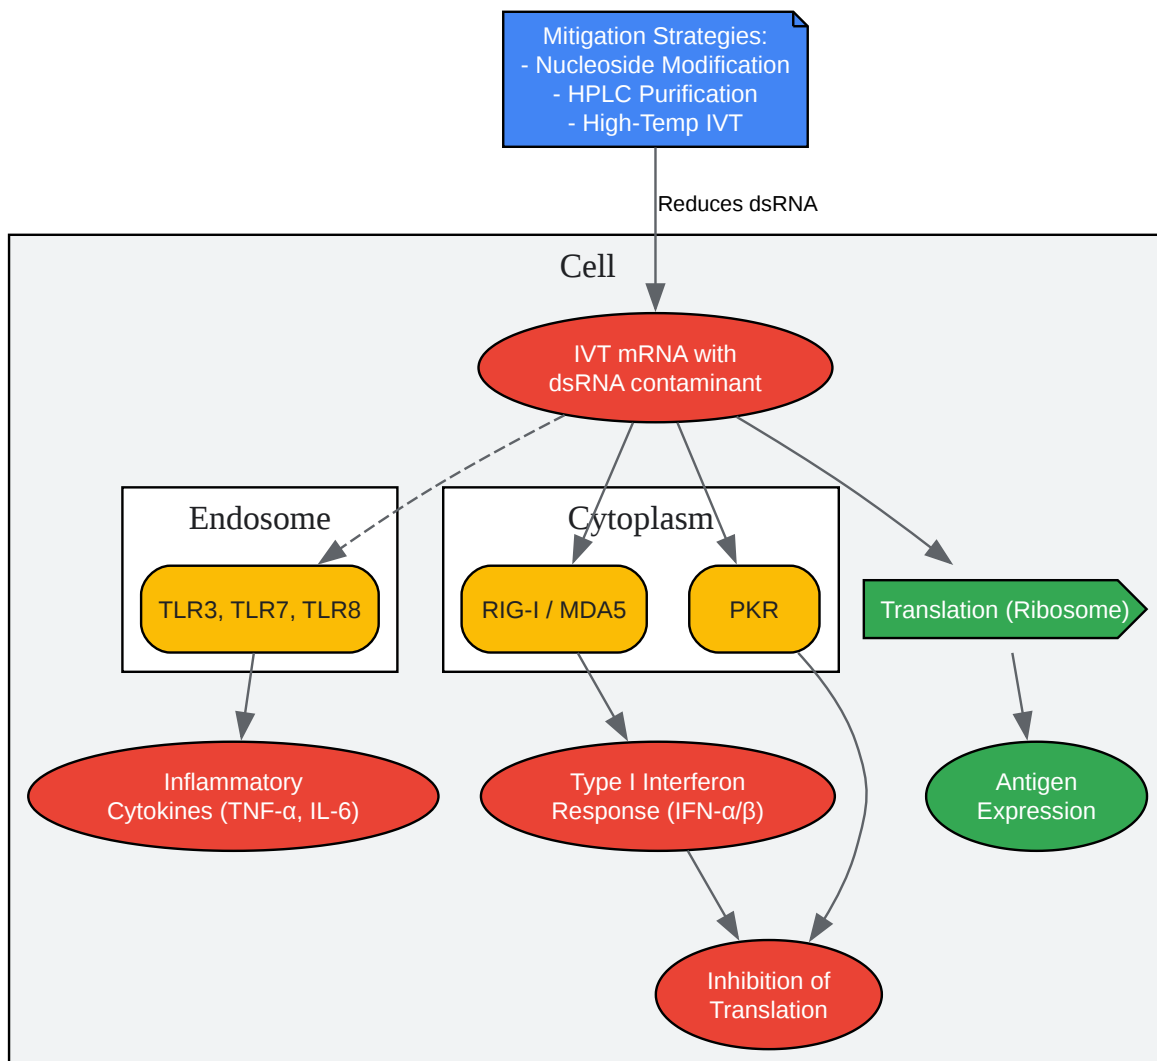 Mitigation Strategies:
- Nucleoside Modification
- HPLC Purification
- High-Temp IVT
Reduces dsRNA
Cell
IVT mRNA with
dsRNA contaminant
Endosome
Cytoplasm
TLR3, TLR7, TLR8
RIG-I / MDA5
PKR
Translation (Ribosome)
Inflammatory
Cytokines (TNF-α, IL-6)
Type I Interferon
Response (IFN-α/β)
Antigen
Expression
Inhibition of
Translation